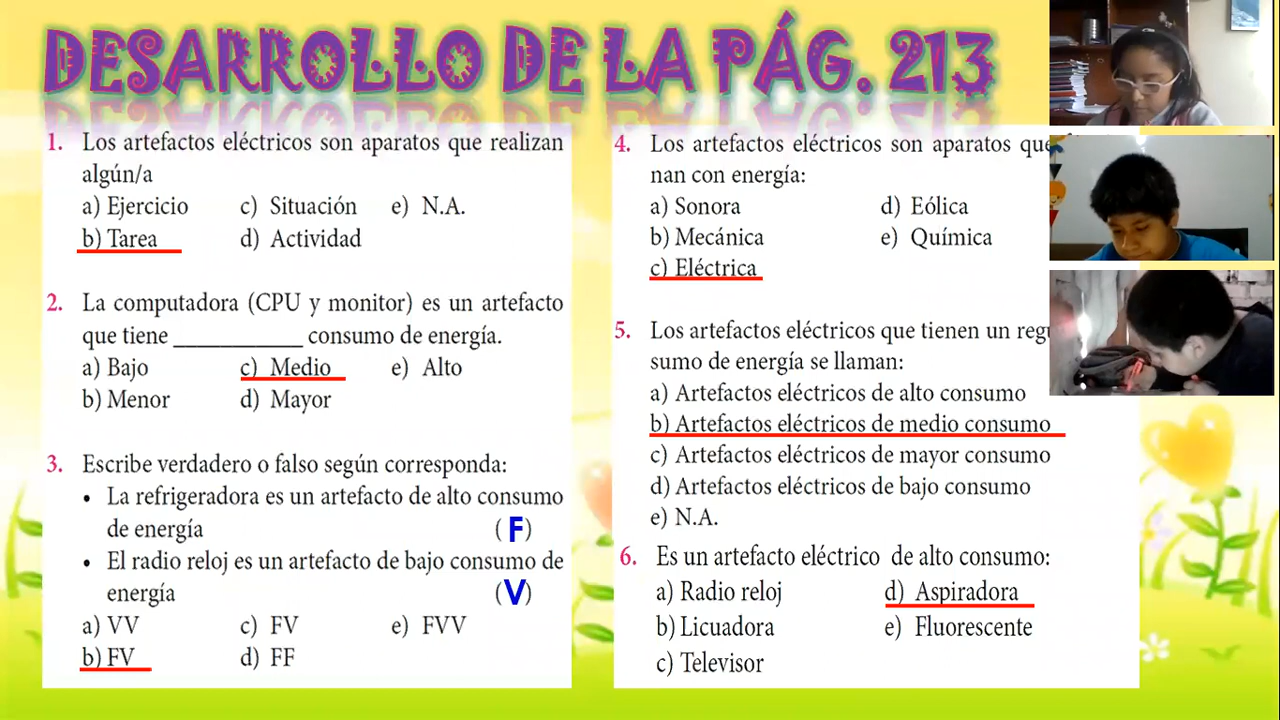 DESARROLLO DE LA PÁG. 213
1. Los artefactos eléctricos son aparatos que realizan
algún/a
a) Ejercicio c) Situación e) N.A.
b) Tarea d) Actividad
2. La computadora (CPU y monitor) es un artefacto
que tiene __________ consumo de energía.
a) Bajo c) Medio e) Alto
b) Menor d) Mayor
3. Escribe verdadero o falso según corresponda:
• La refrigeradora es un artefacto de alto consumo
de energía (F)
• El radio reloj es un artefacto de bajo consumo de
energía (V)
a) VV c) FV e) FVV
b) FV d) FF
4. Los artefactos eléctricos son aparatos que
nan con energía:
a) Sonora d) Eólica
b) Mecánica e) Química
c) Eléctrica
5. Los artefactos eléctricos que tienen un
sumo de energía se llaman:
a) Artefactos eléctricos de alto consumo
b) Artefactos eléctricos de medio consumo
c) Artefactos eléctricos de mayor consumo
d) Artefactos eléctricos de bajo consumo
e) N.A.
6. Es un artefacto eléctrico de alto consumo:
a) Radio reloj d) Aspiradora
b) Licuadora e) Fluorescente
c) Televisor